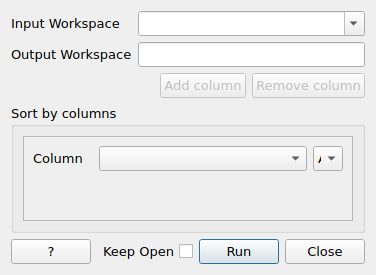 Input Workspace
Output Workspace
Add column Remove column
Sort by columns
Column
? Keep Open Run Close